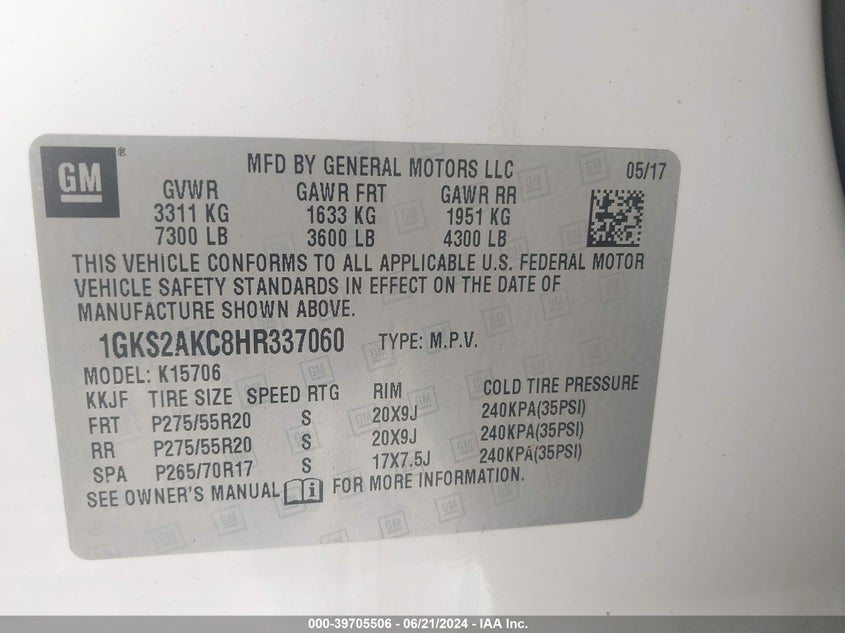 GM ®
MFD BY GENERAL MOTORS LLC 05/17
GVWR GAWR FRT GAWR RR
3311 KG 1633 KG 1951 KG
7300 LB 3600 LB 4300 LB
THIS VEHICLE CONFORMS TO ALL APPLICABLE U.S. FEDERAL MOTOR
VEHICLE SAFETY STANDARDS IN EFFECT ON THE DATE OF
MANUFACTURE SHOWN ABOVE.
1GKS2AKC8HR337060 TYPE: M.P.V.
MODEL: K15706
KKJF TIRE SIZE SPEED RTG RIM COLD TIRE PRESSURE
FRT P275/55R20 S 20X9J 240KPA(35PSI)
RR P275/55R20 S 20X9J 240KPA(35PSI)
SPA P265/70R17 S 17X7.5J 240KPA(35PSI)
SEE OWNER'S MANUAL i FOR MORE INFORMATION.
000-39705506 / 06/21/2024 - IAA Inc.